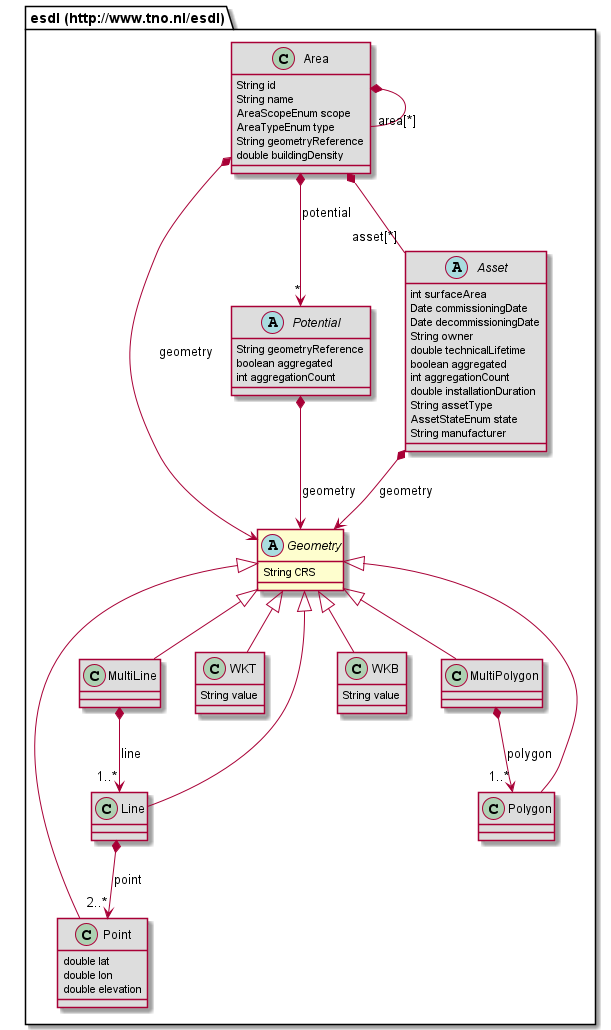 esdl (http://www.tno.nl/esdl)
C Area
String id
String name
AreaScopeEnum scope
AreaTypeEnum type
String geometryReference
double buildingDensity
area[*]
potential
asset[*]
*
geometry
A Potential
String geometryReference
boolean aggregated
int aggregationCount
A Asset
int surfaceArea
Date commissioningDate
Date decommissioningDate
String owner
double technicalLifetime
boolean aggregated
int aggregationCount
double installationDuration
String assetType
AssetStateEnum state
String manufacturer
geometry
geometry
A Geometry
String CRS
C MultiLine
C WKT
String value
C WKB
String value
C MultiPolygon
line
1..*
polygon
1..*
C Line
C Polygon
point
2..*
C Point
double lat
double lon
double elevation